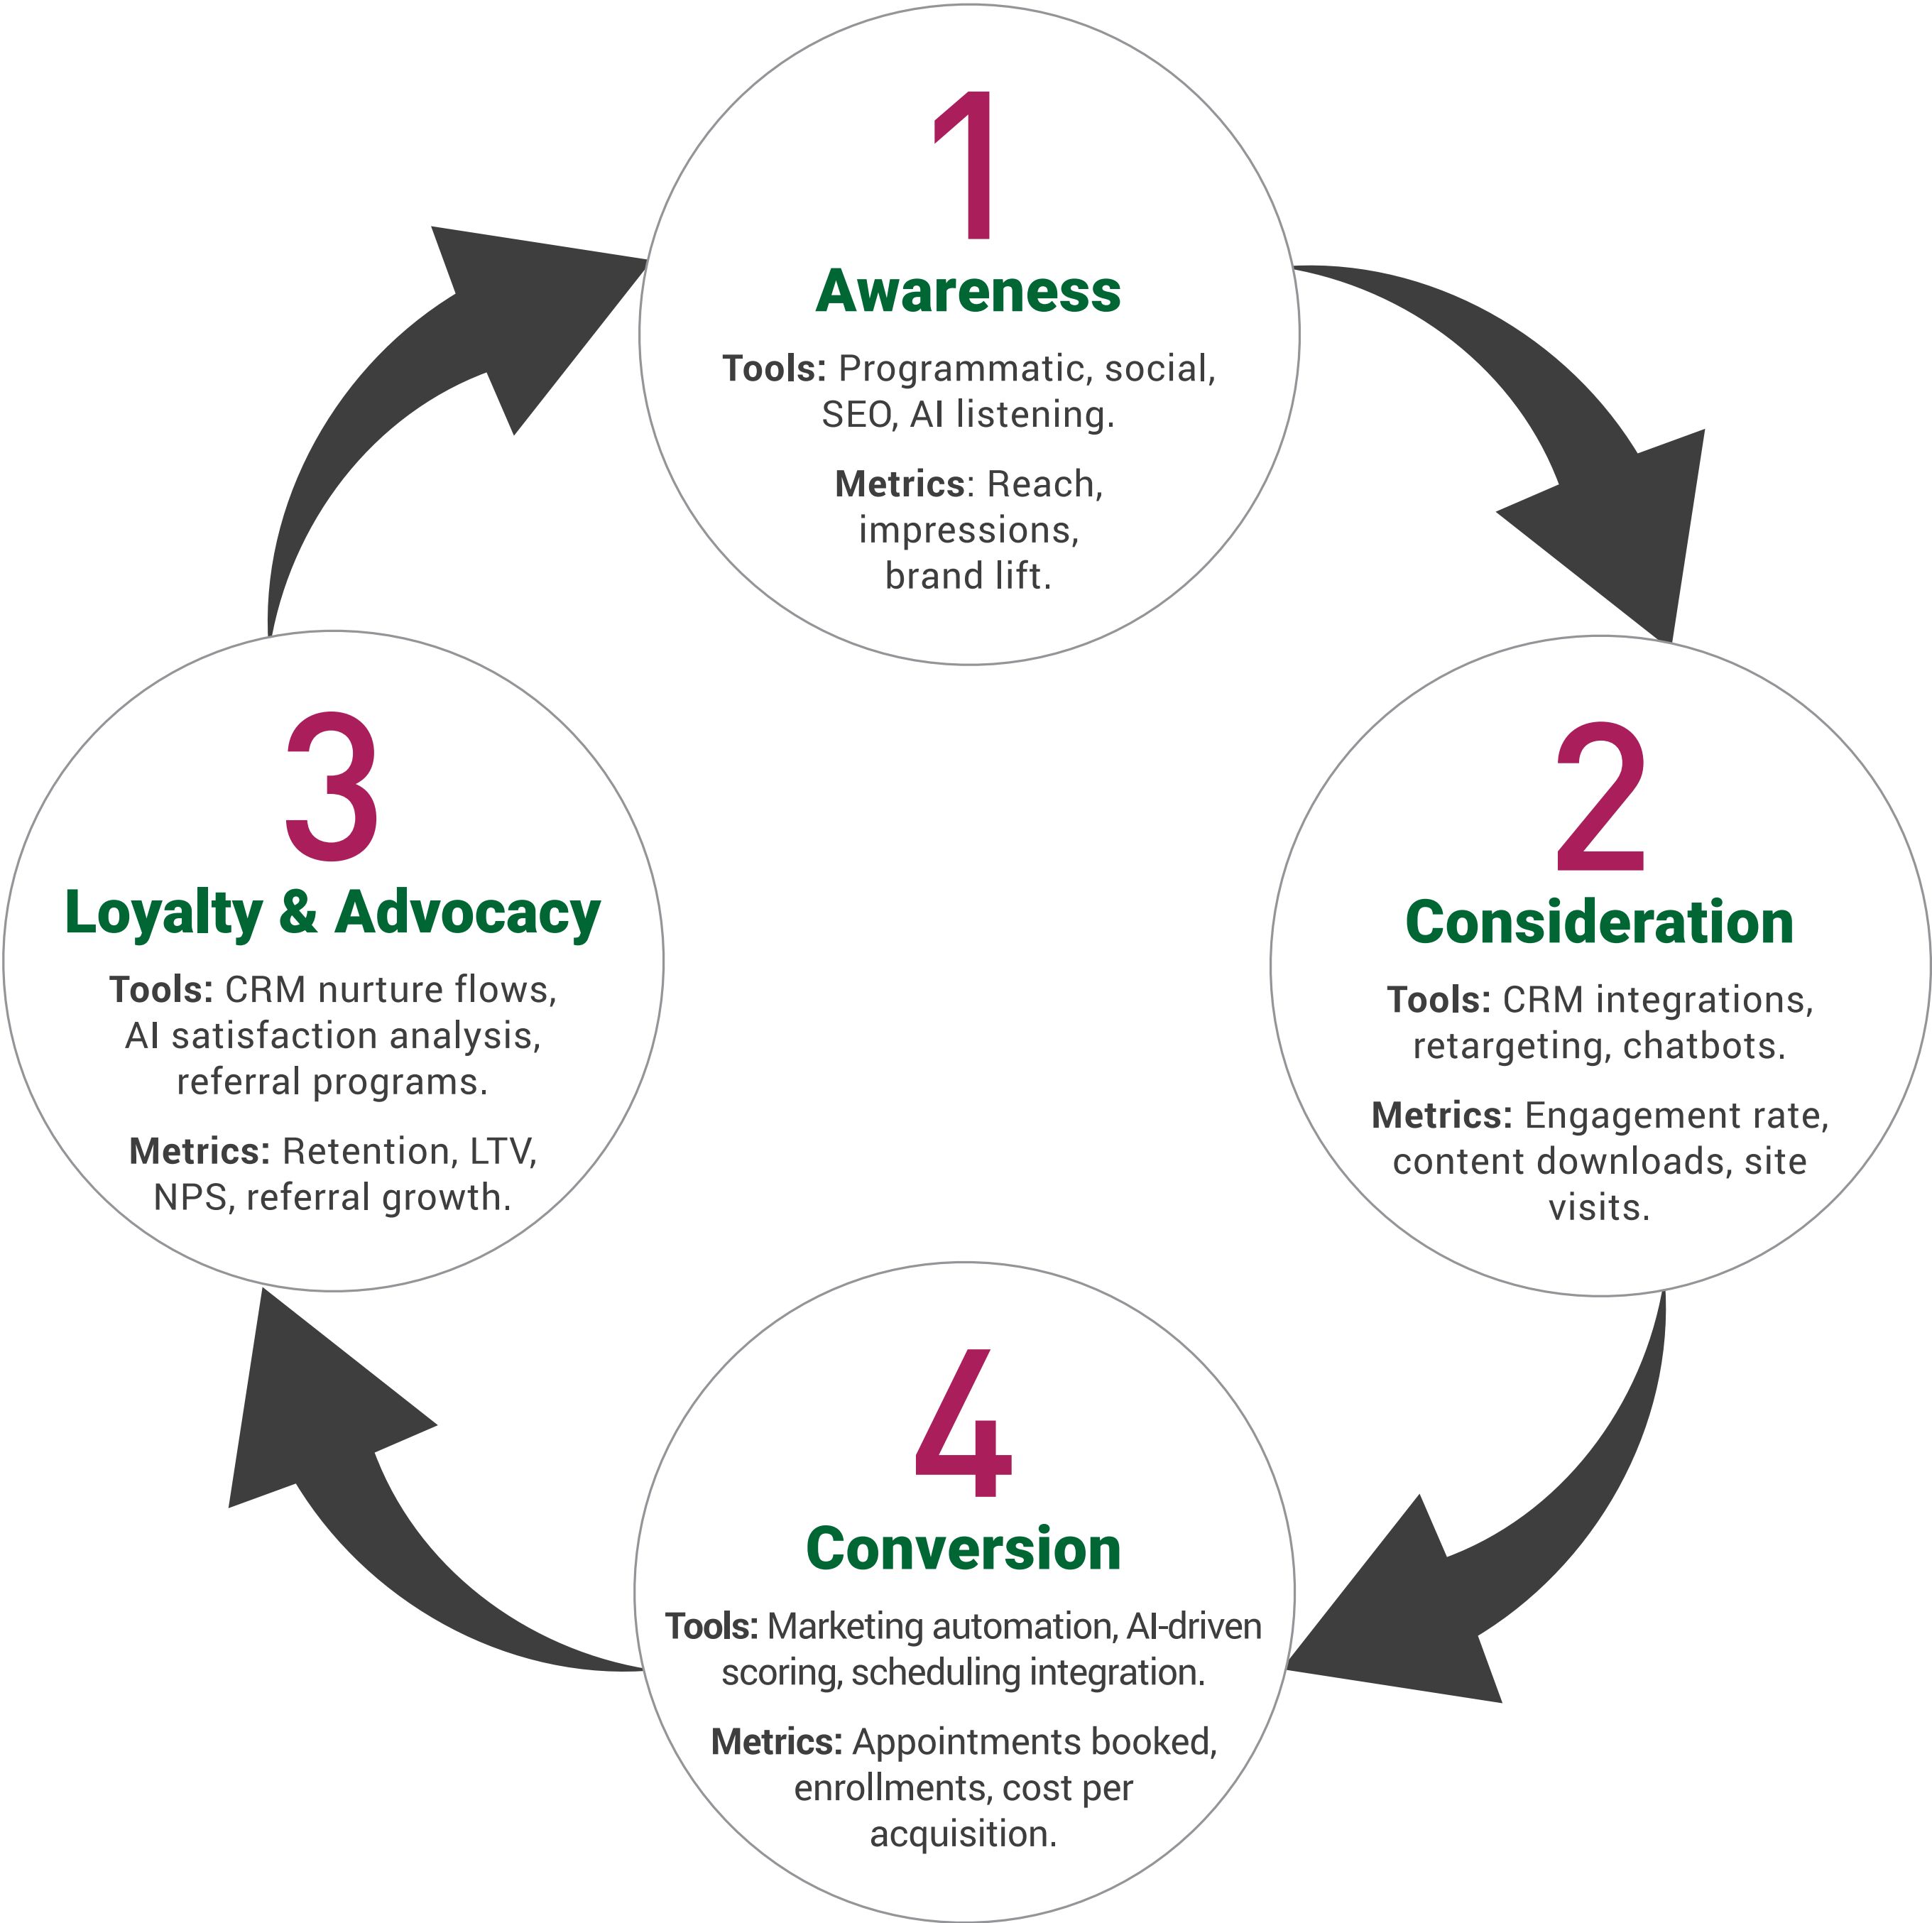 1
Awareness
Tools: Programmatic, social,
SEO, AI listening.
Metrics: Reach,
impressions,
brand lift.
2
Consideration
Tools: CRM integrations,
retargeting, chatbots.
Metrics: Engagement rate,
content downloads, site
visits.
3
Loyalty & Advocacy
Tools: CRM nurture flows,
AI satisfaction analysis,
referral programs.
Metrics: Retention, LTV,
NPS, referral growth.
4
Conversion
Tools: Marketing automation, AI-driven
scoring, scheduling integration.
Metrics: Appointments booked,
enrollments, cost per
acquisition.